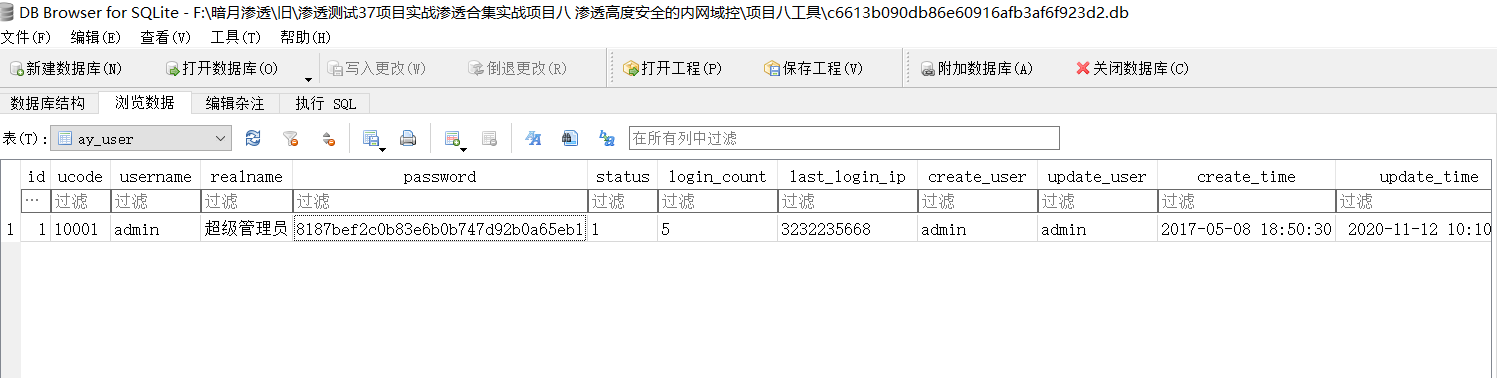 DB Browser for SQLite - F:\暗月渗透\旧\渗透测试37项目实战渗透合集实战项目八 渗透高度安全的内网域控\项目八工具\c6613b090db86e60916afb3af6f923d2.db
文件(F) 编辑(E) 查看(V) 工具(T) 帮助(H)
新建数据库(N) 打开数据库(O) 写入更改(W) 倒退更改(R) 打开工程(P) 保存工程(V) 附加数据库(A) 关闭数据库(C)
数据库结构 浏览数据 编辑杂注 执行 SQL
表(T): ay_user 在所有列中过滤
id ucode username realname password status login_count last_login_ip create_user update_user create_time update_time
... 过滤 过滤 过滤 过滤 过滤 过滤 过滤 过滤 过滤 过滤 过滤
1 1 10001 admin 超级管理员 8187bef2c0b83e6b0b747d92b0a65eb1 1 5 3232235668 admin admin 2017-05-08 18:50:30 2020-11-12 10:10